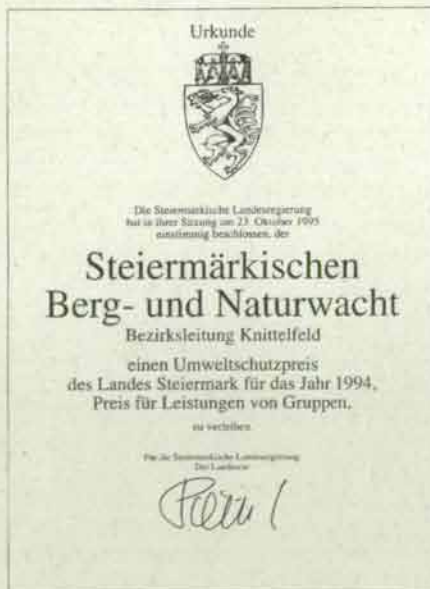 Urkunde
Die Steiermärkische Landesregierung
hat in ihrer Sitzung am 23. Oktober 1995
einstimmig beschlossen, der
Steiermärkischen
Berg- und Naturwacht
Bezirksleitung Knittelfeld
einen Umweltschutzpreis
des Landes Steiermark für das Jahr 1994,
Preis für Leistungen von Gruppen,
zu verleihen.
Für die Steiermärkische Landesregierung:
Der Landesrat